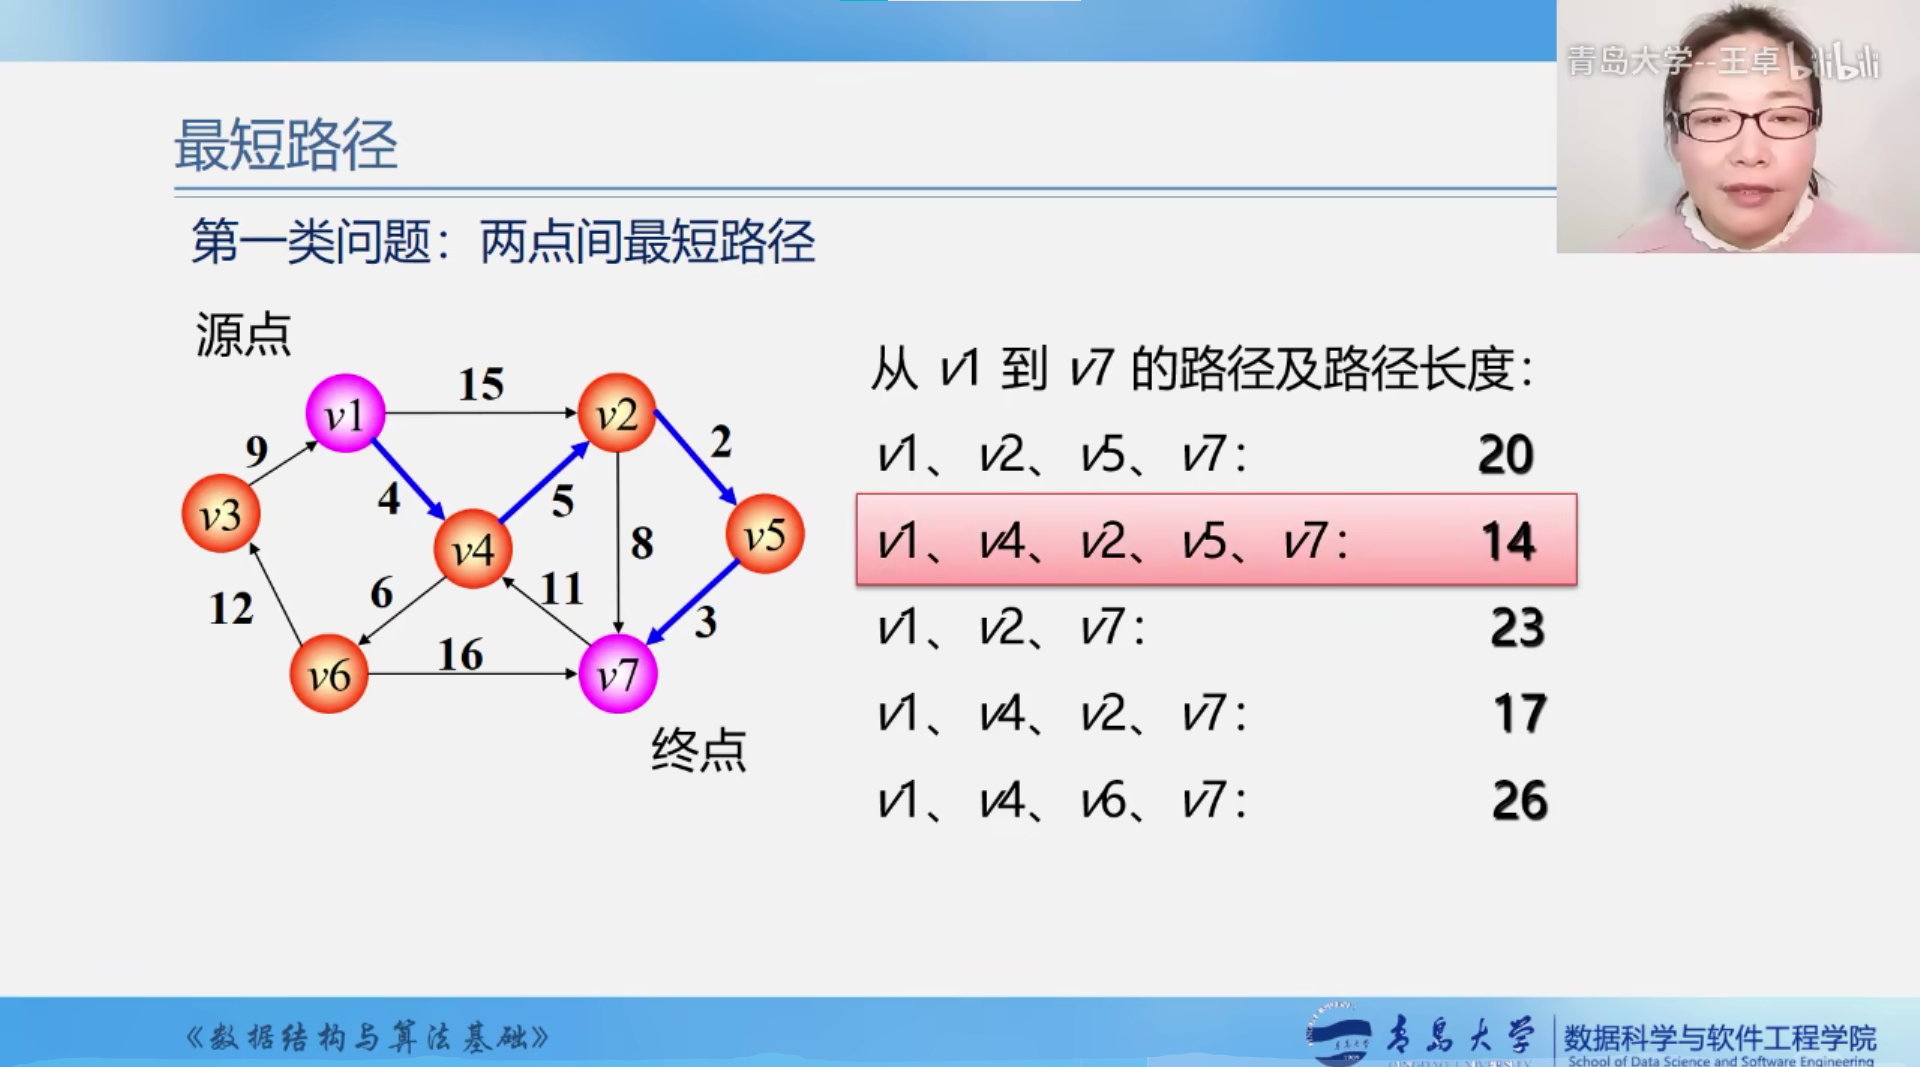 青岛大学--王卓 bilibili
最短路径
第一类问题：两点间最短路径
源点
从 v1 到 v7 的路径及路径长度：
15
v1
v2
9
2
v1、v2、v5、v7： 20
4
5
v3
v4
8
v5
v1、v4、v2、v5、v7： 14
12
6
11
3
v1、v2、v7： 23
16
v6
v7
v1、v4、v2、v7： 17
终点
v1、v4、v6、v7： 26
《数据结构与算法基础》
青岛大学
数据科学与软件工程学院
School of Data Science and Software Engineering